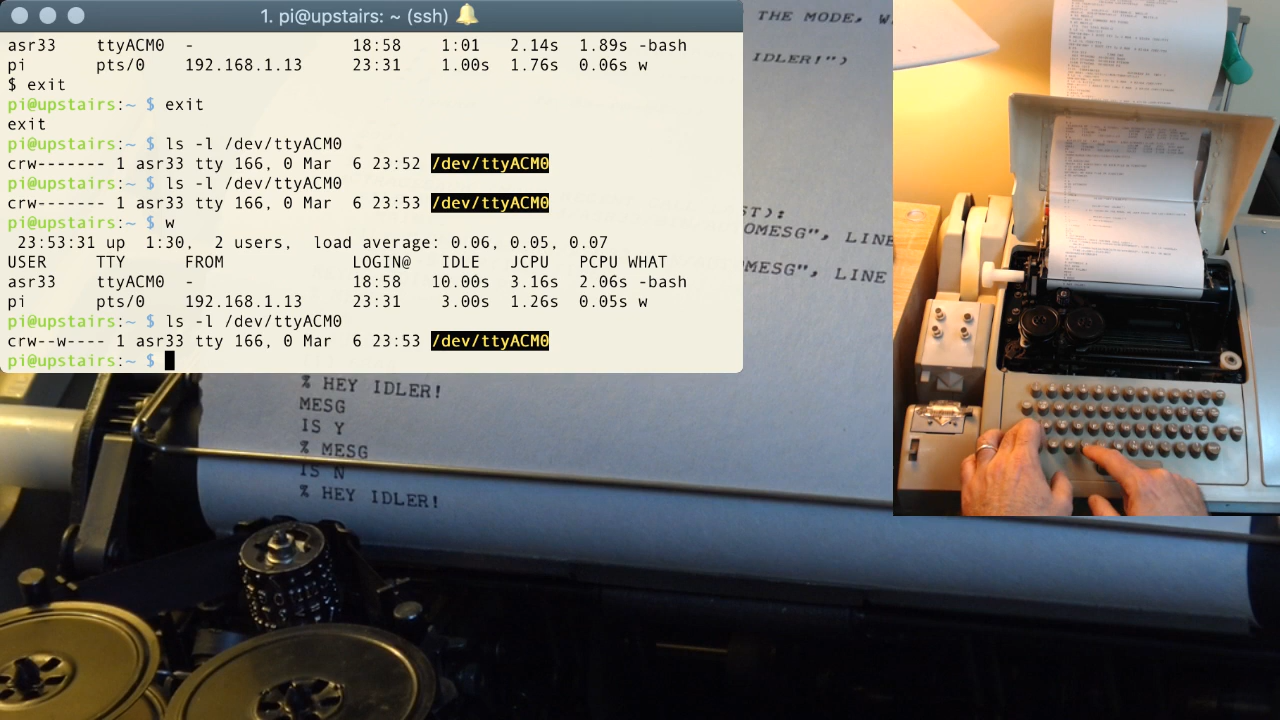 1. pi@upstairs: ~ (ssh)
asr33    ttyACM0  -                18:58    1:01   2.14s  1.89s -bash
pi       pts/0    192.168.1.13     23:31    1.00s  1.76s  0.06s w
$ exit
pi@upstairs:~ $ exit
exit
pi@upstairs:~ $ ls -l /dev/ttyACM0
crw------- 1 asr33 tty 166, 0 Mar  6 23:52 /dev/ttyACM0
pi@upstairs:~ $ ls -l /dev/ttyACM0
crw------- 1 asr33 tty 166, 0 Mar  6 23:53 /dev/ttyACM0
pi@upstairs:~ $ w
 23:53:31 up  1:30,  2 users,  load average: 0.06, 0.05, 0.07
USER     TTY      FROM             LOGIN@   IDLE   JCPU   PCPU WHAT
asr33    ttyACM0  -                18:58   10.00s  3.16s  2.06s -bash
pi       pts/0    192.168.1.13     23:31    3.00s  1.26s  0.05s w
pi@upstairs:~ $ ls -l /dev/ttyACM0
crw--w---- 1 asr33 tty 166, 0 Mar  6 23:53 /dev/ttyACM0
pi@upstairs:~ $
THE MODE, W
IDLER!")
ST):
OMESG", LINE
OMESG", LINE
% HEY IDLER!
MESG
IS Y
% MESG
IS N
% HEY IDLER!